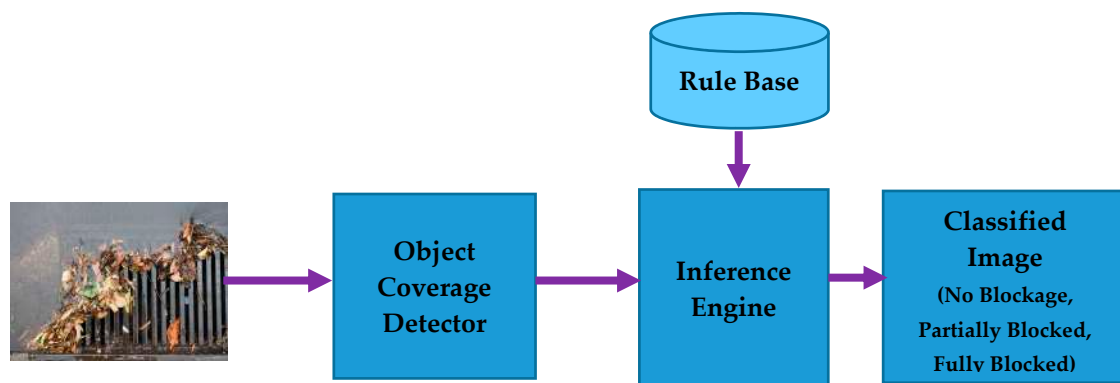 Rule Base
Object
Coverage
Detector
Inference
Engine
Classified
Image
(No Blockage,
Partially Blocked,
Fully Blocked)